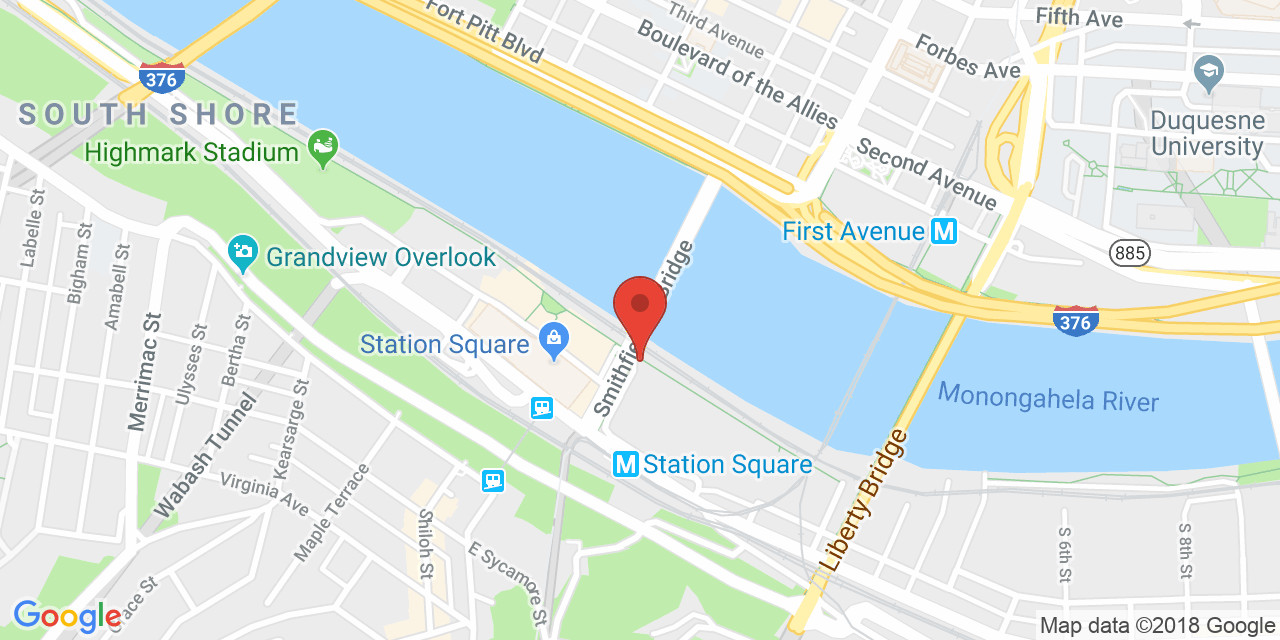 Fifth Ave
Third Avenue
Fort Pitt Blvd
Boulevard of the Allies
Forbes Ave
376
SOUTH SHORE
Duquesne
University
Highmark Stadium
Second Avenue
First Avenue
M
885
Labelle St
Bigham St
Amabell St
Grandview Overlook
376
Merrimac St
Ulysses St
Bertha St
Station Square
Kearsarge St
Smithfie
Bridge
Monongahela River
Wabash Tunnel
M
Station Square
Liberty Bridge
Virginia Ave
Maple Terrace
Shiloh St
E Sycamore St
S 6th St
S 8th St
Grace St
Google
Map data ©2018 Google